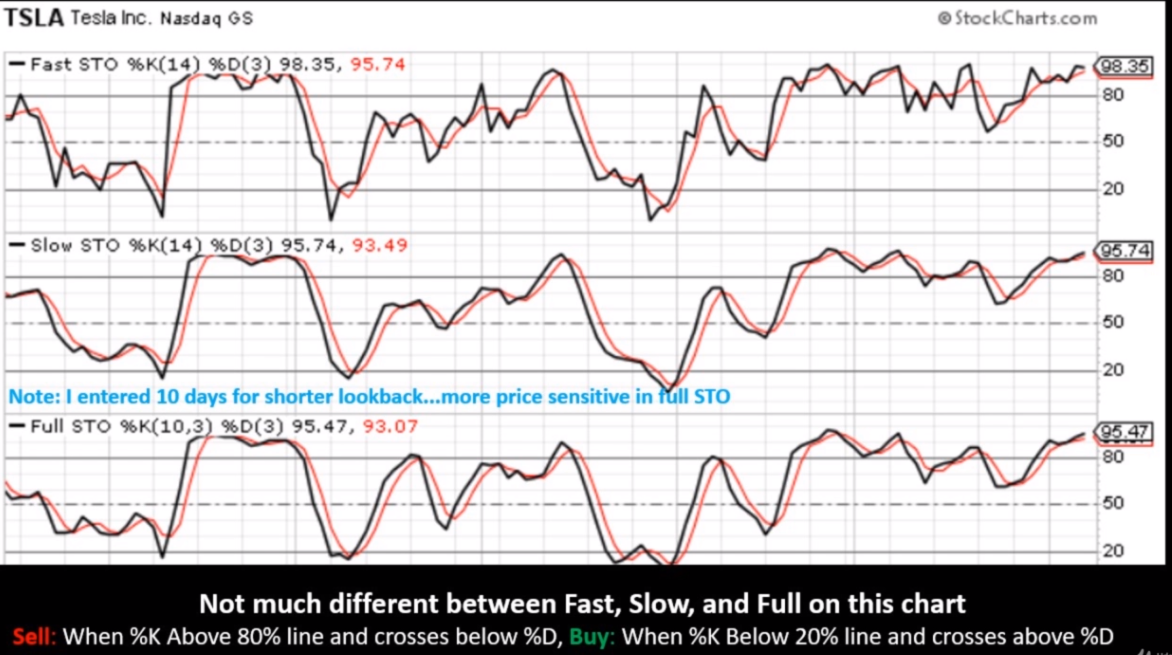 TSLA Tesla Inc. Nasdaq GS
© StockCharts.com
Fast STO %K(14) %D(3) 98.35, 95.74
98.35
80
50
20
Slow STO %K(14) %D(3) 95.74, 93.49
95.74
80
50
20
Note: I entered 10 days for shorter lookback...more price sensitive in full STO
Full STO %K(10,3) %D(3) 95.47, 93.07
95.47
80
50
20
Not much different between Fast, Slow, and Full on this chart
Sell: When %K Above 80% line and crosses below %D, Buy: When %K Below 20% line and crosses above %D